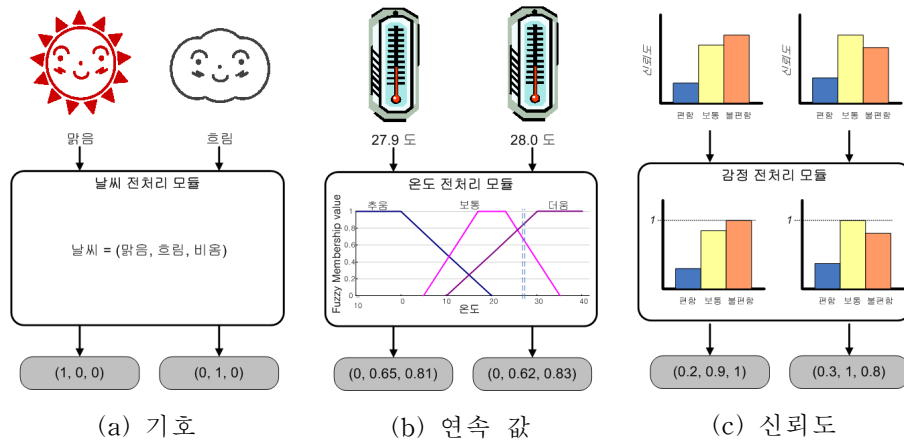 맑음
흐림
날씨 전처리 모듈
날씨 = (맑음, 흐림, 비옴)
(1, 0, 0)
(0, 1, 0)
(a) 기호
27.9 도
28.0 도
온도 전처리 모듈
추움
보통
더움
Fuzzy Membership value
1
0.8
0.6
0.4
0.2
0
10
0
10
20
30
40
온도
(0, 0.65, 0.81)
(0, 0.62, 0.83)
(b) 연속 값
신뢰도
편함 보통 불편함
신뢰도
편함 보통 불편함
감정 전처리 모듈
1
편함 보통 불편함
1
편함 보통 불편함
(0.2, 0.9, 1)
(0.3, 1, 0.8)
(c) 신뢰도